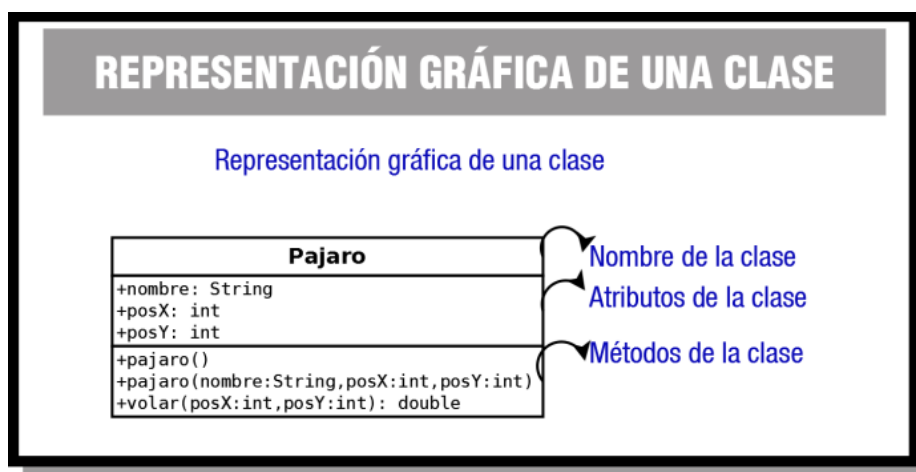 REPRESENTACIÓN GRÁFICA DE UNA CLASE
Representación gráfica de una clase
Pajaro
Nombre de la clase
+nombre: String
+posX: int
+posY: int
Atributos de la clase
+pajaro()
+pajaro(nombre:String,posX:int,posY:int)
+volar(posX:int,posY:int): double
Métodos de la clase